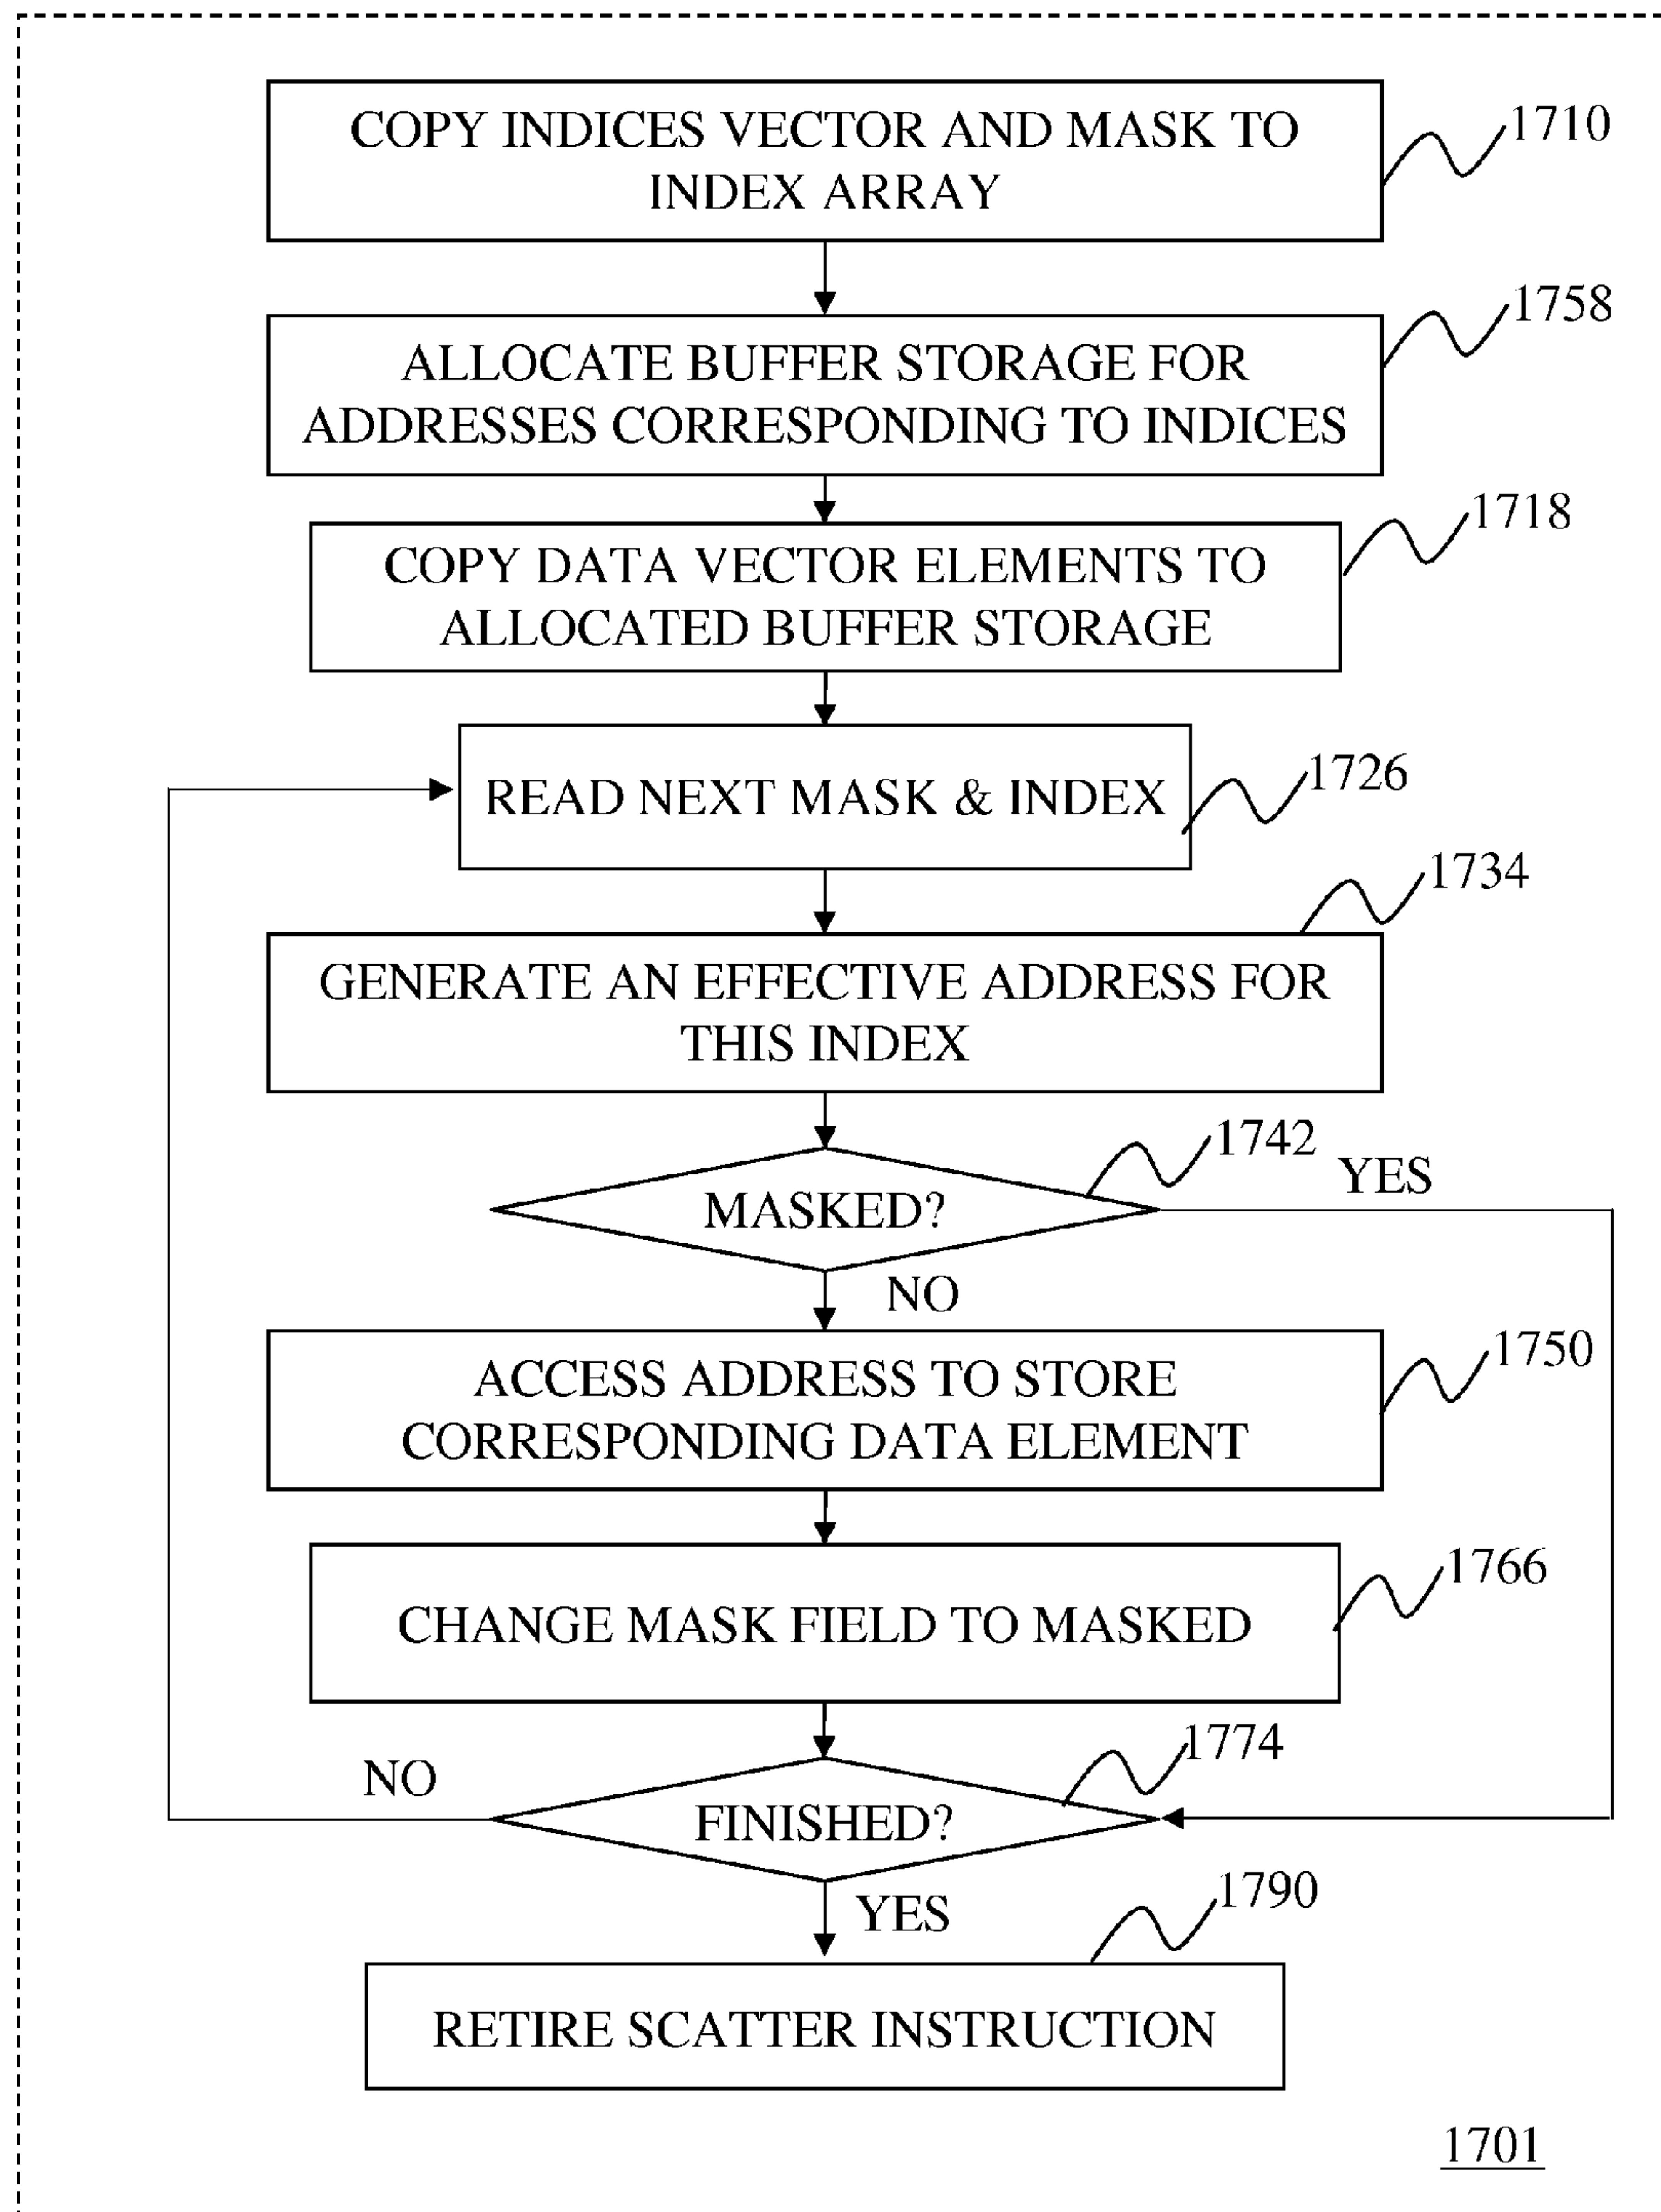 COPY INDICES VECTOR AND MASK TO
INDEX ARRAY
1710
ALLOCATE BUFFER STORAGE FOR
ADDRESSES CORRESPONDING TO INDICES
1758
COPY DATA VECTOR ELEMENTS TO
ALLOCATED BUFFER STORAGE
1718
READ NEXT MASK & INDEX
1726
GENERATE AN EFFECTIVE ADDRESS FOR
THIS INDEX
1734
MASKED?
1742
YES
NO
ACCESS ADDRESS TO STORE
CORRESPONDING DATA ELEMENT
1750
CHANGE MASK FIELD TO MASKED
1766
FINISHED?
1774
NO
YES
RETIRE SCATTER INSTRUCTION
1790
1701